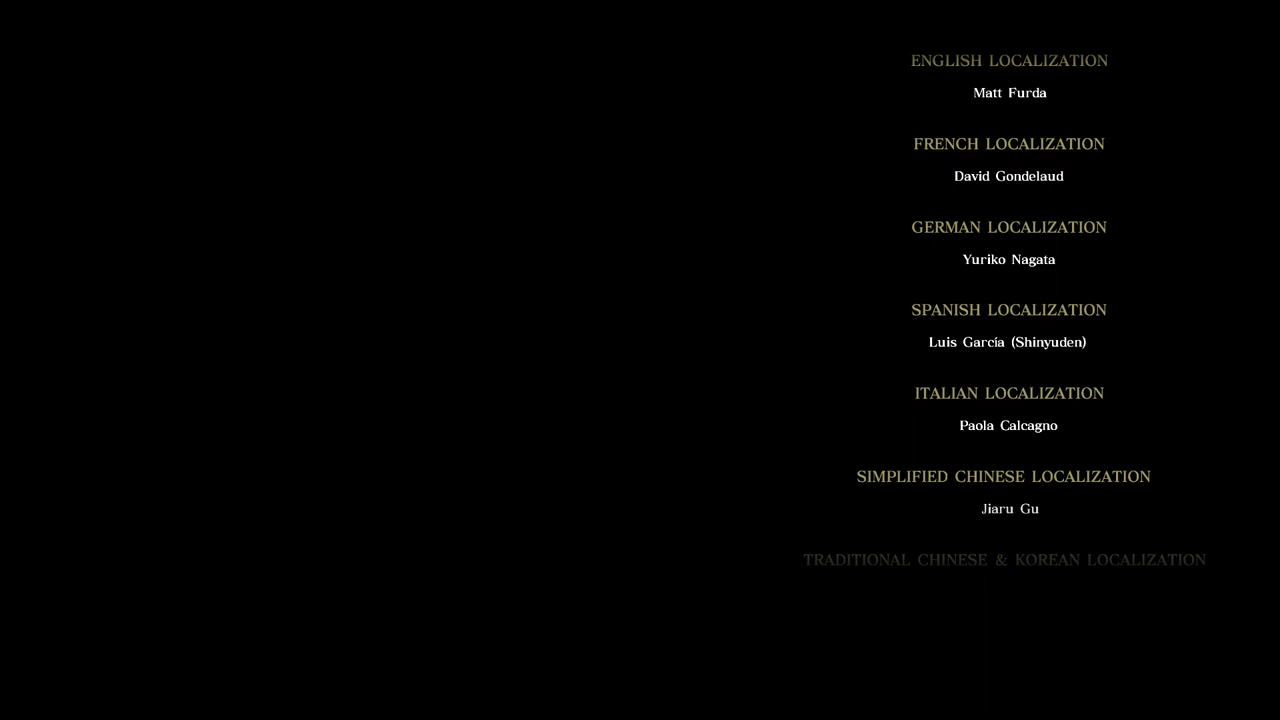 ENGLISH LOCALIZATION
Matt Furda
FRENCH LOCALIZATION
David Gondelaud
GERMAN LOCALIZATION
Yuriko Nagata
SPANISH LOCALIZATION
Luis García (Shinyuden)
ITALIAN LOCALIZATION
Paola Calcagno
SIMPLIFIED CHINESE LOCALIZATION
Jiaru Gu
TRADITIONAL CHINESE & KOREAN LOCALIZATION